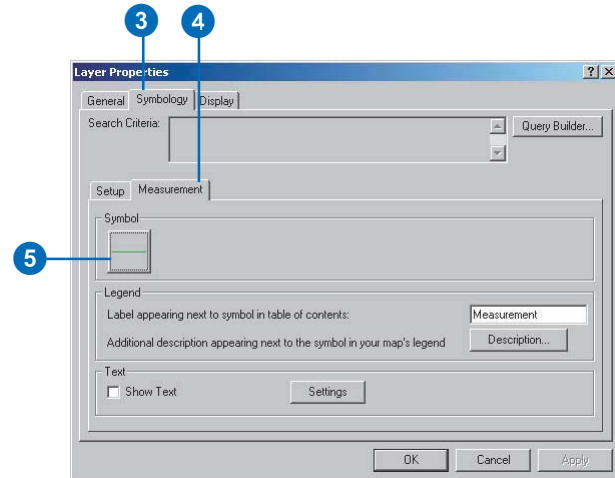 3 4
Layer Properties
General Symbology Display
Search Criteria:
Query Builder...
Setup Measurement
Symbol
5
Legend
Label appearing next to symbol in table of contents: Measurement
Additional description appearing next to the symbol in your map's legend Description...
Text
Show Text Settings
OK Cancel Apply